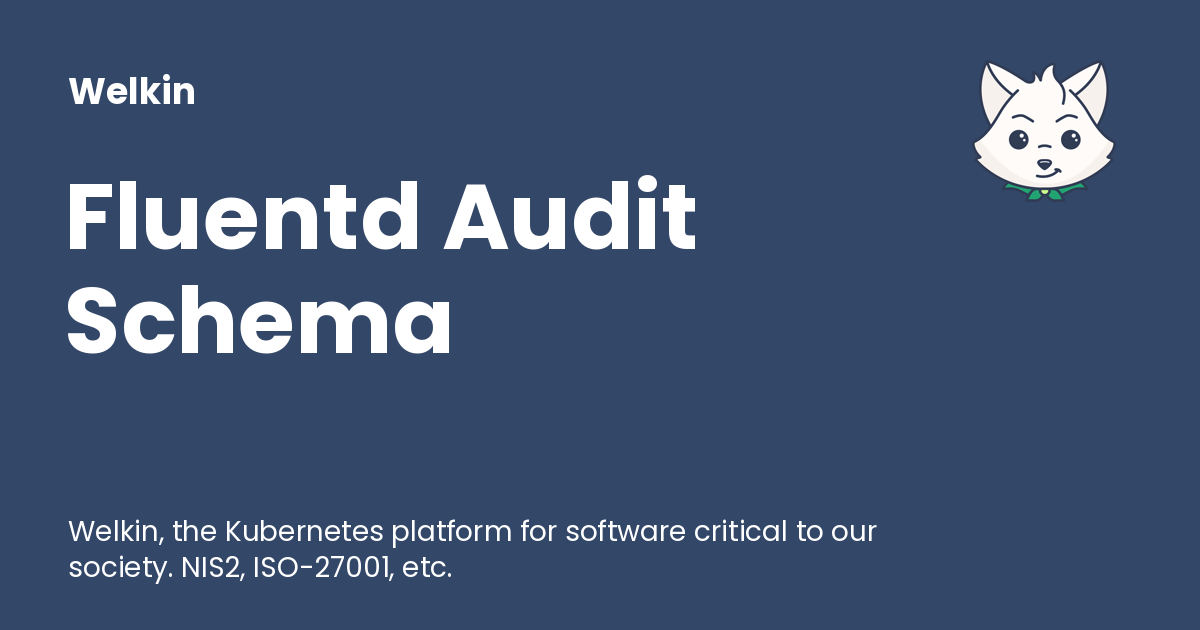 Welkin
Fluentd Audit
Schema
Welkin, the Kubernetes platform for software critical to our
society. NIS2, ISO-27001, etc.